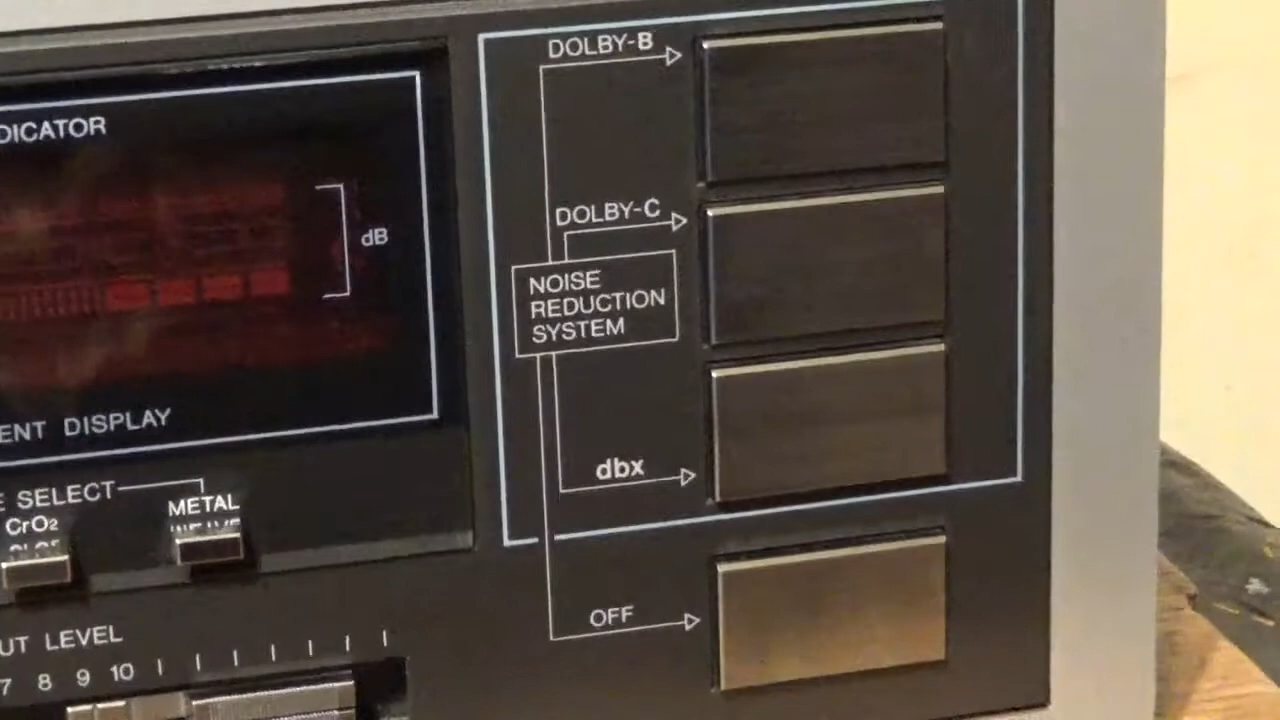 DOLBY-B
DICATOR
DOLBY-C
dB
NOISE
REDUCTION
SYSTEM
ENT DISPLAY
dbx
E SELECT
METAL
CrO2
OFF
UT LEVEL
7 8 9 10